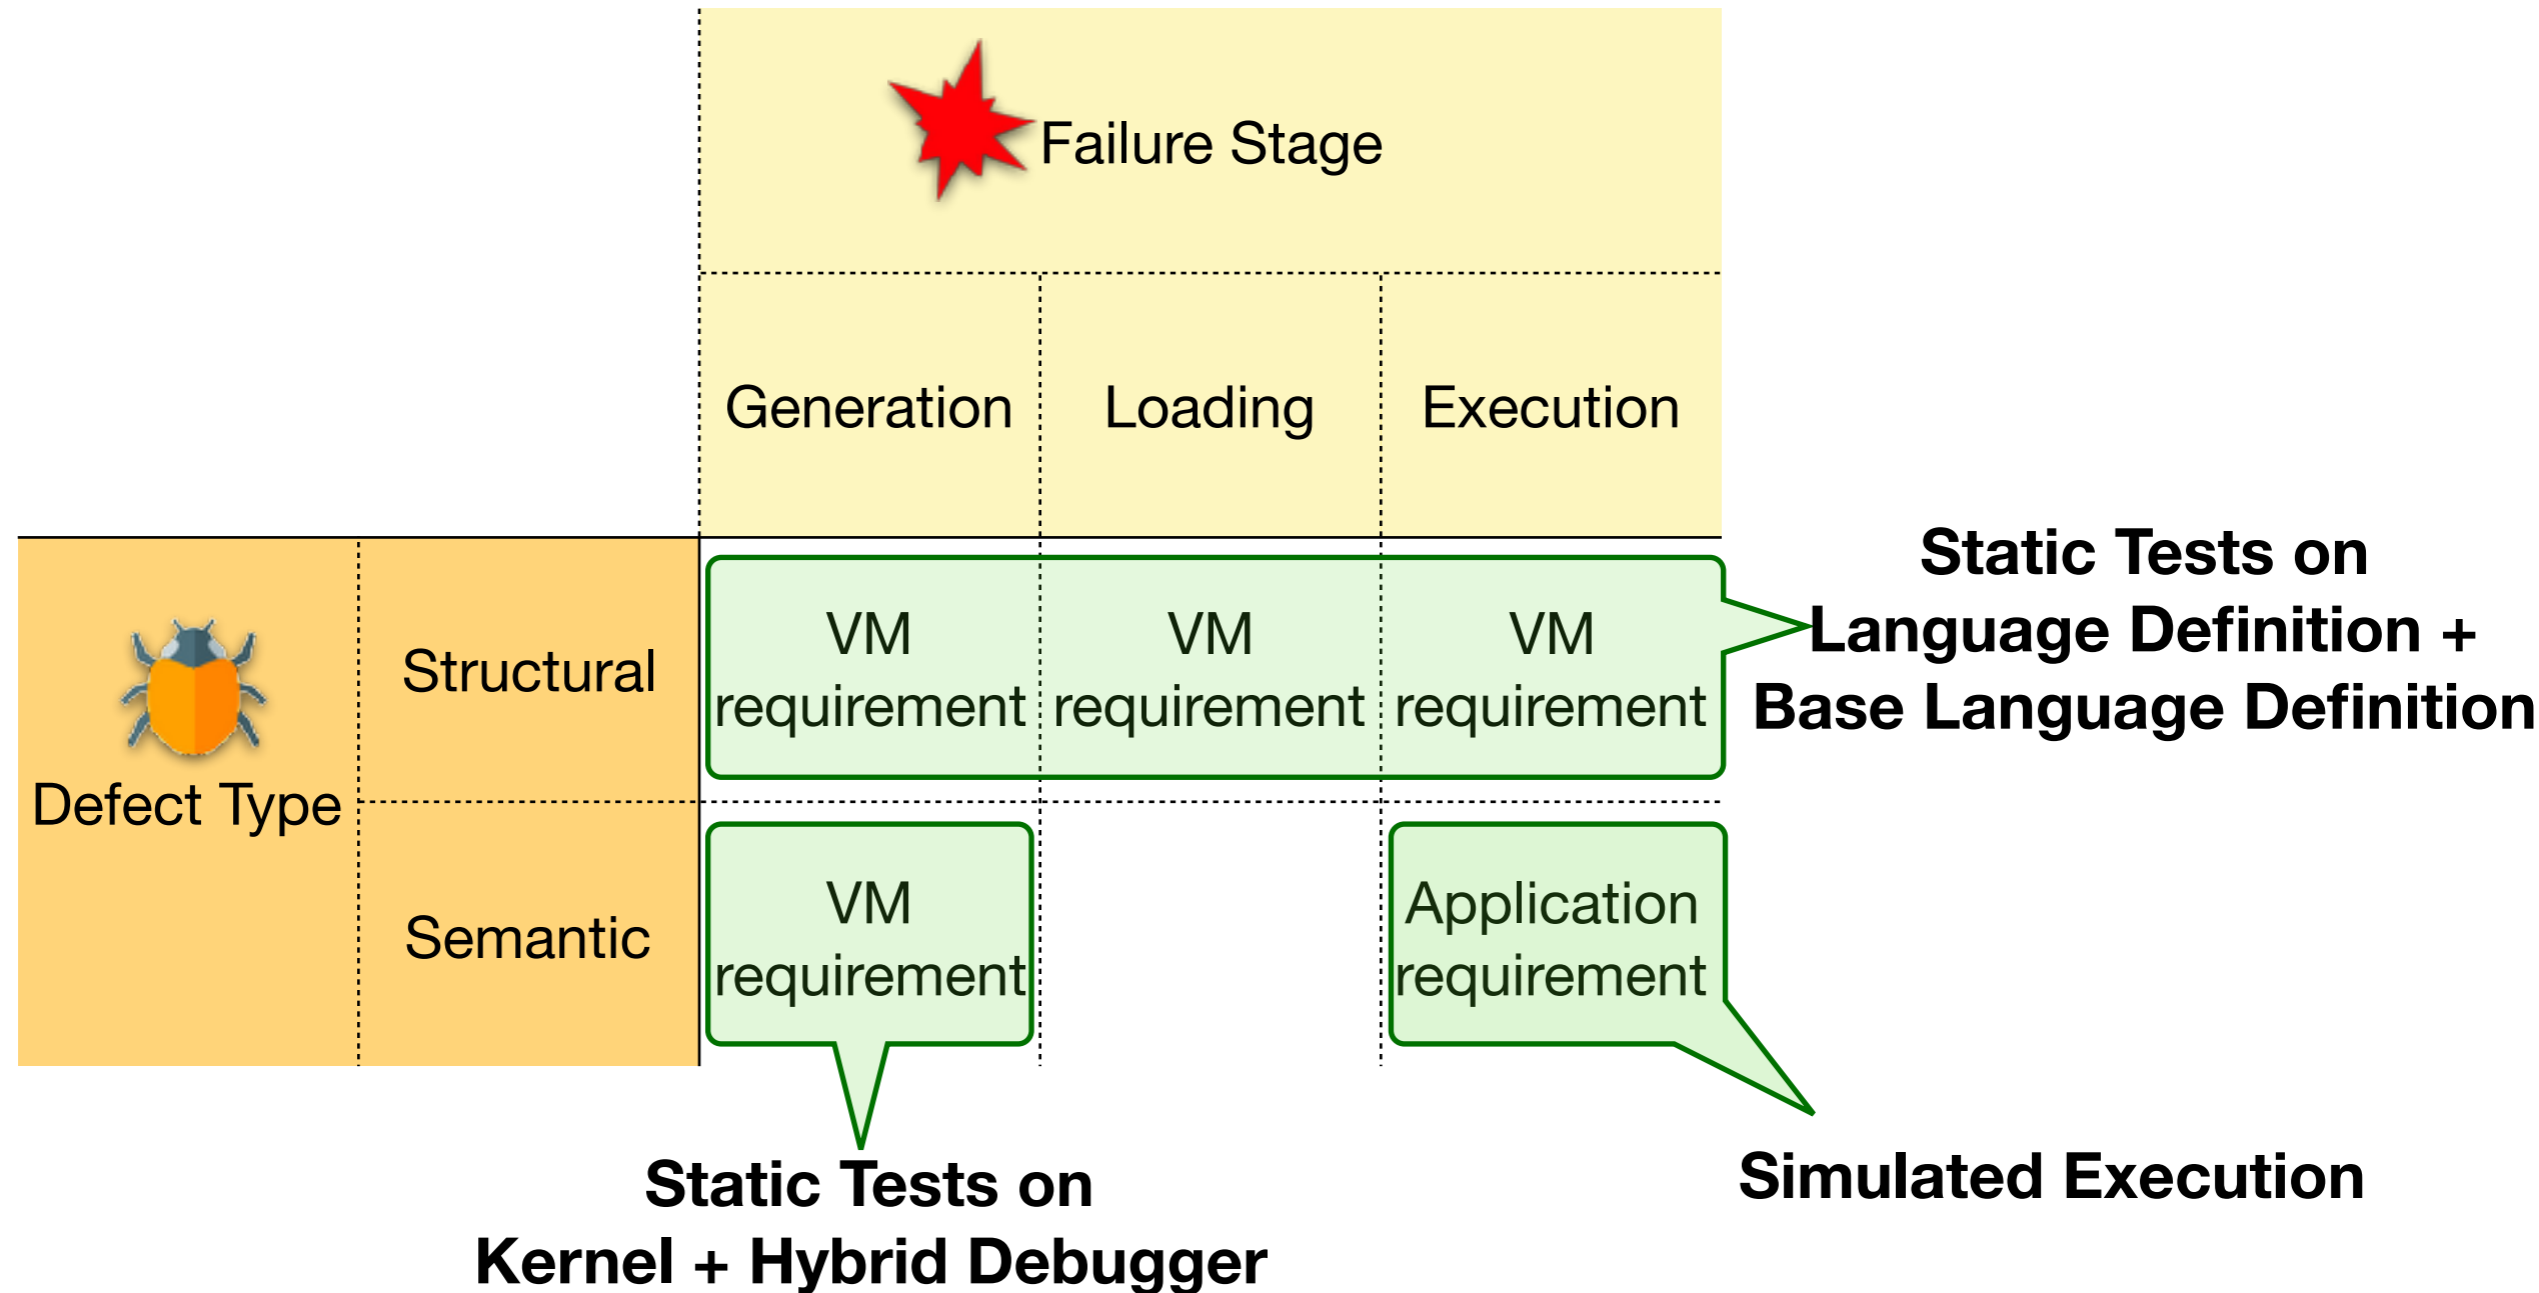 Failure Stage
Generation
Loading
Execution
Defect Type
Structural
VM
requirement
VM
requirement
VM
requirement
Static Tests on
Language Definition +
Base Language Definition
Semantic
VM
requirement
Application
requirement
Static Tests on
Kernel + Hybrid Debugger
Simulated Execution